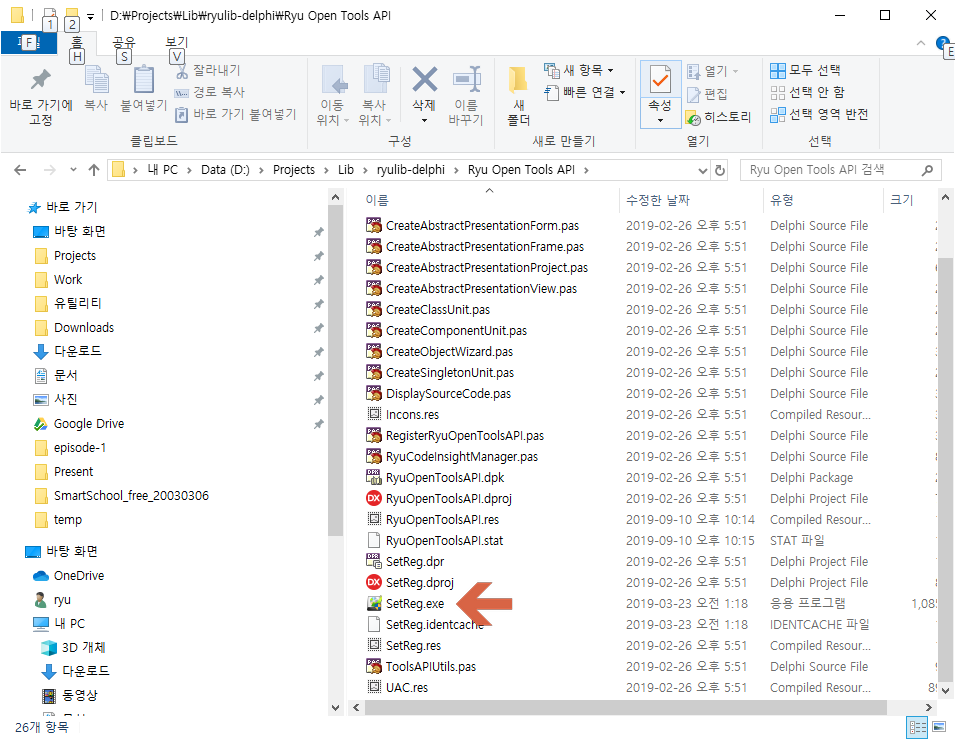 1 2 D:\Projects\Lib\ryulib-delphi\Ryu Open Tools API
F 홈 공유 보기
H S V E
바로 가기에 고정
복사
붙여넣기
잘라내기
경로 복사
바로 가기 붙여넣기
클립보드
이동 위치
복사 위치
삭제
이름 바꾸기
구성
새 폴더
새 항목
빠른 연결
새로 만들기
속성
열기
편집
히스토리
열기
모두 선택
선택 안 함
선택 영역 반전
선택
내 PC > Data (D:) > Projects > Lib > ryulib-delphi > Ryu Open Tools API >
Ryu Open Tools API 검색
바로 가기
바탕 화면
Projects
Work
유틸리티
Downloads
다운로드
문서
사진
Google Drive
episode-1
Present
SmartSchool_free_20030306
temp
바탕 화면
OneDrive
ryu
내 PC
3D 개체
다운로드
동영상
이름 수정한 날짜 유형 크기
CreateAbstractPresentationForm.pas 2019-02-26 오후 5:51 Delphi Source File
CreateAbstractPresentationFrame.pas 2019-02-26 오후 5:51 Delphi Source File
CreateAbstractPresentationProject.pas 2019-02-26 오후 5:51 Delphi Source File
CreateAbstractPresentationView.pas 2019-02-26 오후 5:51 Delphi Source File
CreateClassUnit.pas 2019-02-26 오후 5:51 Delphi Source File
CreateComponentUnit.pas 2019-02-26 오후 5:51 Delphi Source File
CreateObjectWizard.pas 2019-02-26 오후 5:51 Delphi Source File
CreateSingletonUnit.pas 2019-02-26 오후 5:51 Delphi Source File
DisplaySourceCode.pas 2019-02-26 오후 5:51 Delphi Source File
Incons.res 2019-02-26 오후 5:51 Compiled Resour...
RegisterRyuOpenToolsAPI.pas 2019-02-26 오후 5:51 Delphi Source File
RyuCodeInsightManager.pas 2019-02-26 오후 5:51 Delphi Source File
RyuOpenToolsAPI.dpk 2019-02-26 오후 5:51 Delphi Package
RyuOpenToolsAPI.dproj 2019-02-26 오후 5:51 Delphi Project File
RyuOpenToolsAPI.res 2019-09-10 오후 10:14 Compiled Resour...
RyuOpenToolsAPI.stat 2019-09-10 오후 10:15 STAT 파일
SetReg.dpr 2019-02-26 오후 5:51 Delphi Project File
SetReg.dproj 2019-02-26 오후 5:51 Delphi Project File
SetReg.exe 2019-03-23 오전 1:18 응용 프로그램 1,08
SetReg.identcache 2019-03-23 오전 1:18 IDENTCACHE 파일
SetReg.res 2019-02-26 오후 5:51 Compiled Resour...
ToolsAPIUtils.pas 2019-02-26 오후 5:51 Delphi Source File
UAC.res 2019-02-26 오후 5:51 Compiled Resour...
26개 항목